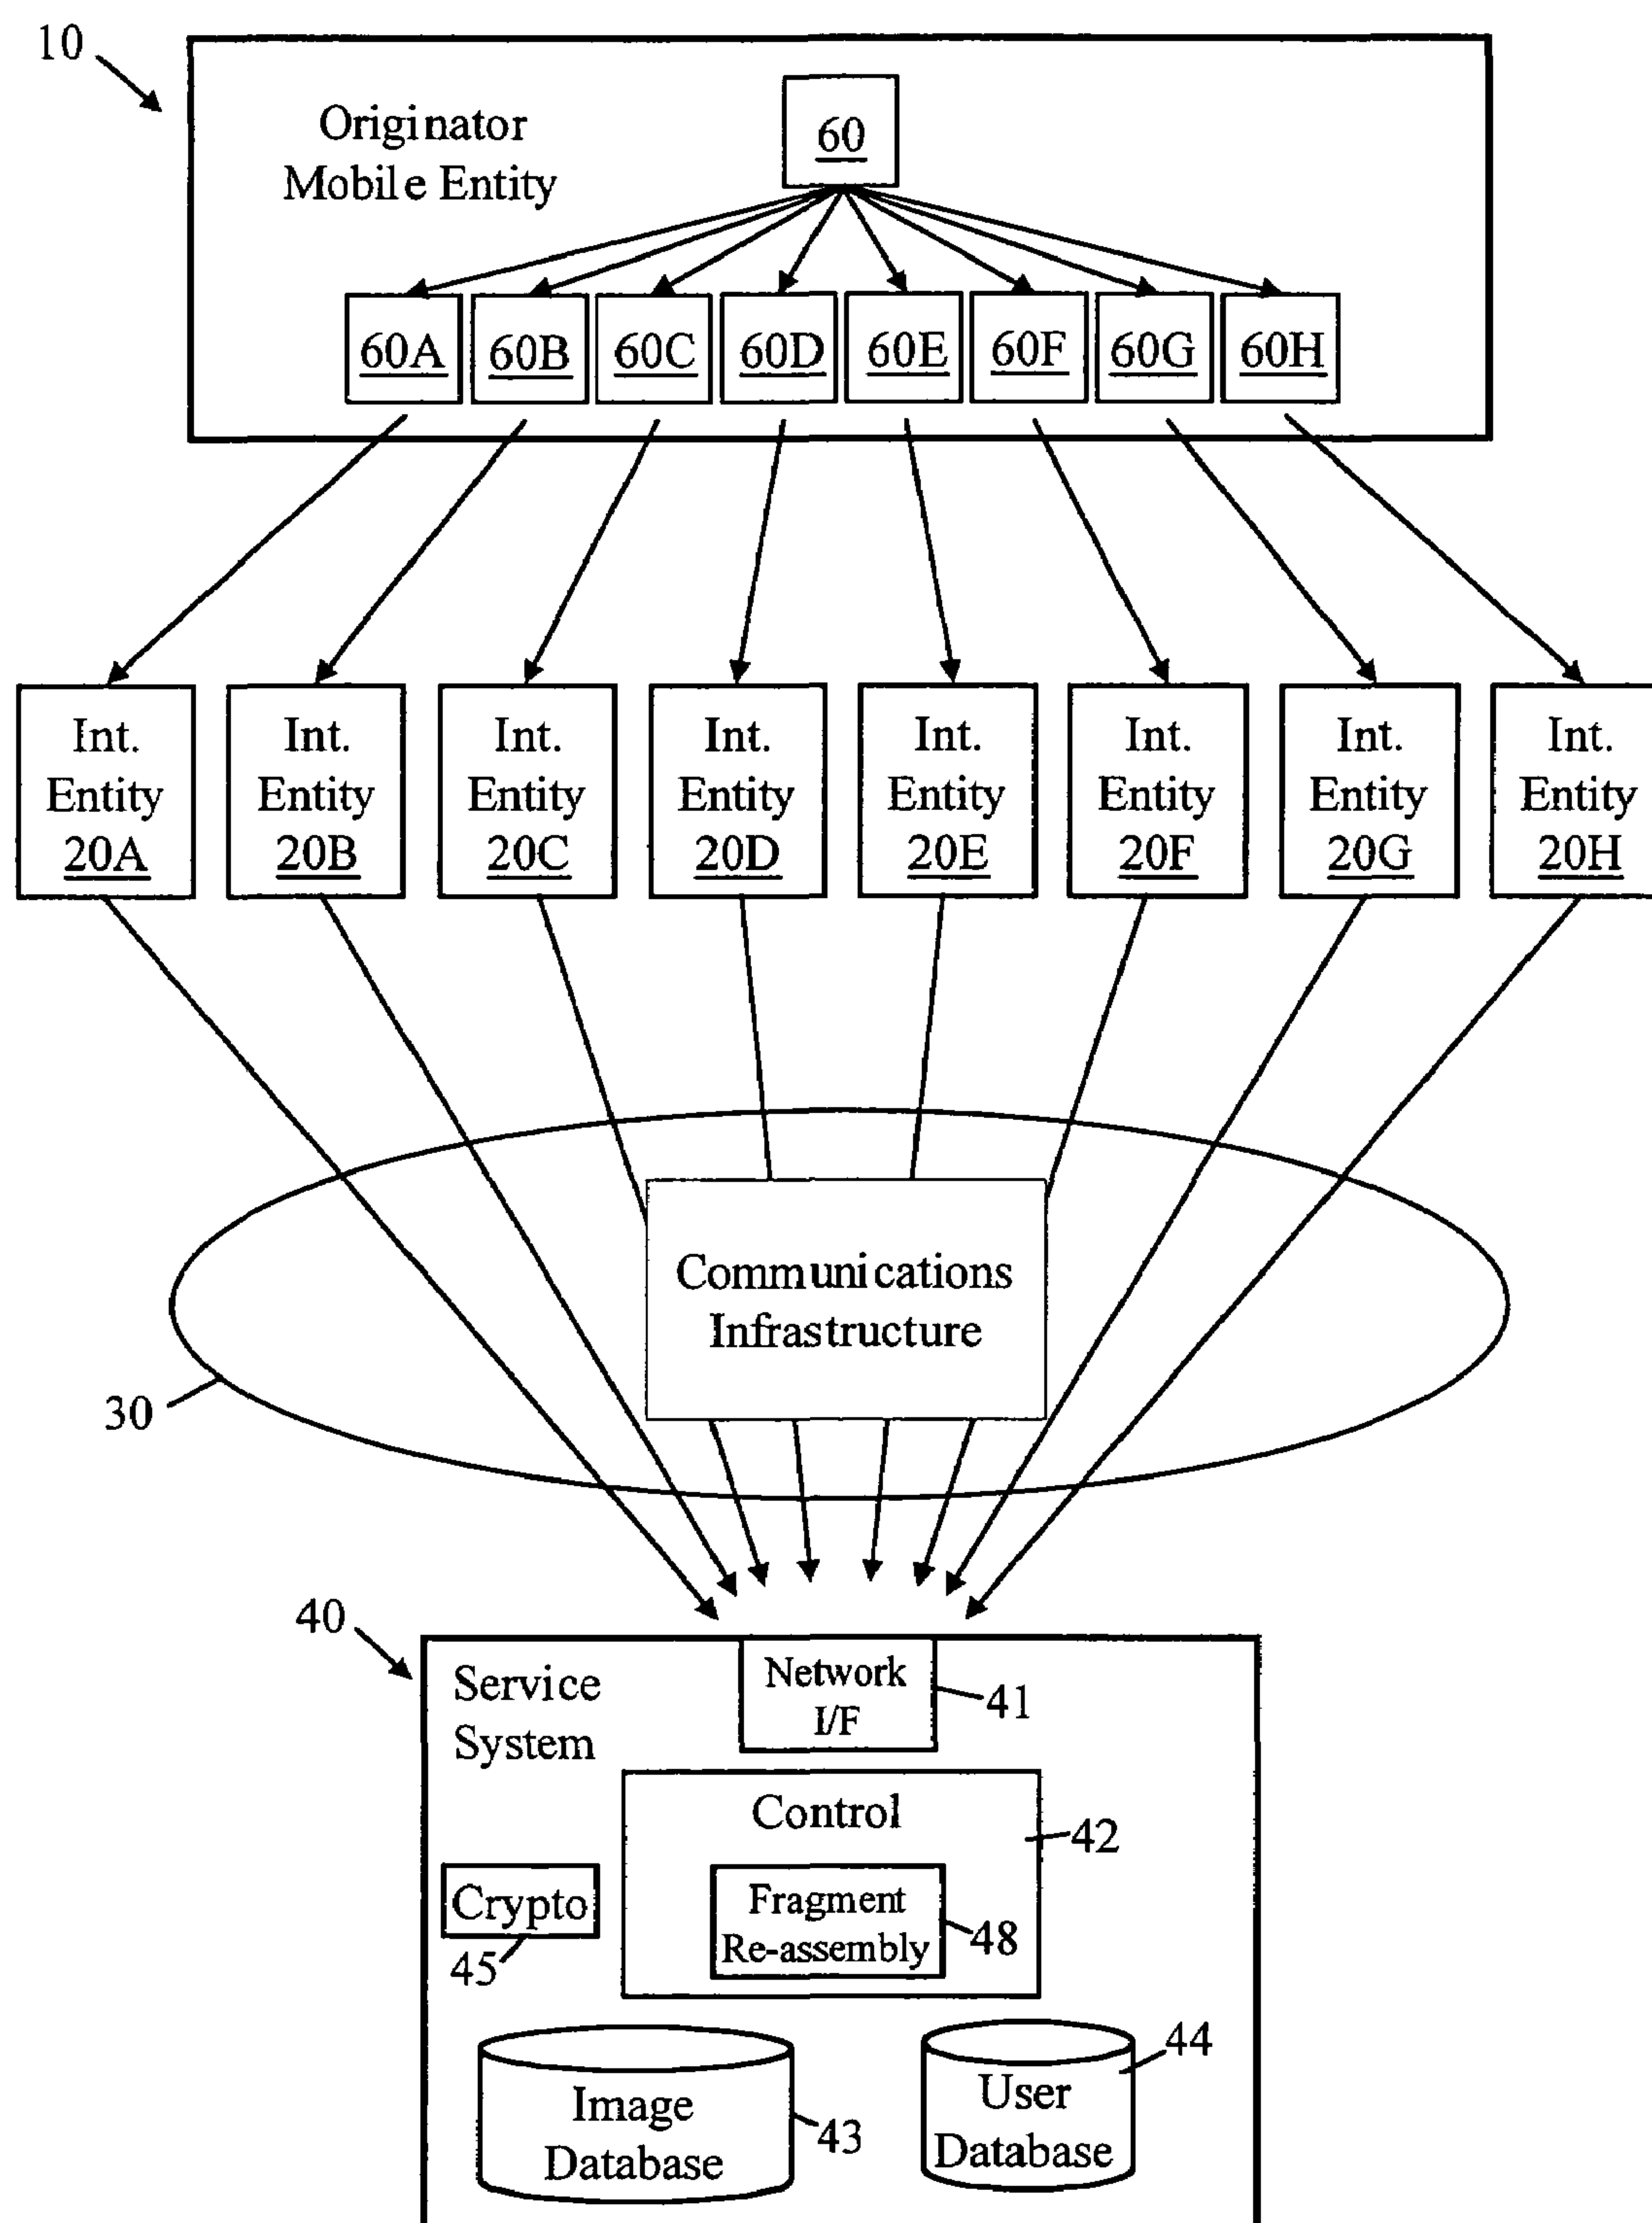 10
Originator
Mobile Entity
60
60A 60B 60C 60D 60E 60F 60G 60H
Int. Int. Int. Int. Int. Int. Int. Int.
Entity Entity Entity Entity Entity Entity Entity Entity
20A 20B 20C 20D 20E 20F 20G 20H
Communications
Infrastructure
30
40
Service
System
Network
I/F
41
Control
42
Crypto
45
Fragment
Re-assembly
48
Image
Database
43
User
Database
44